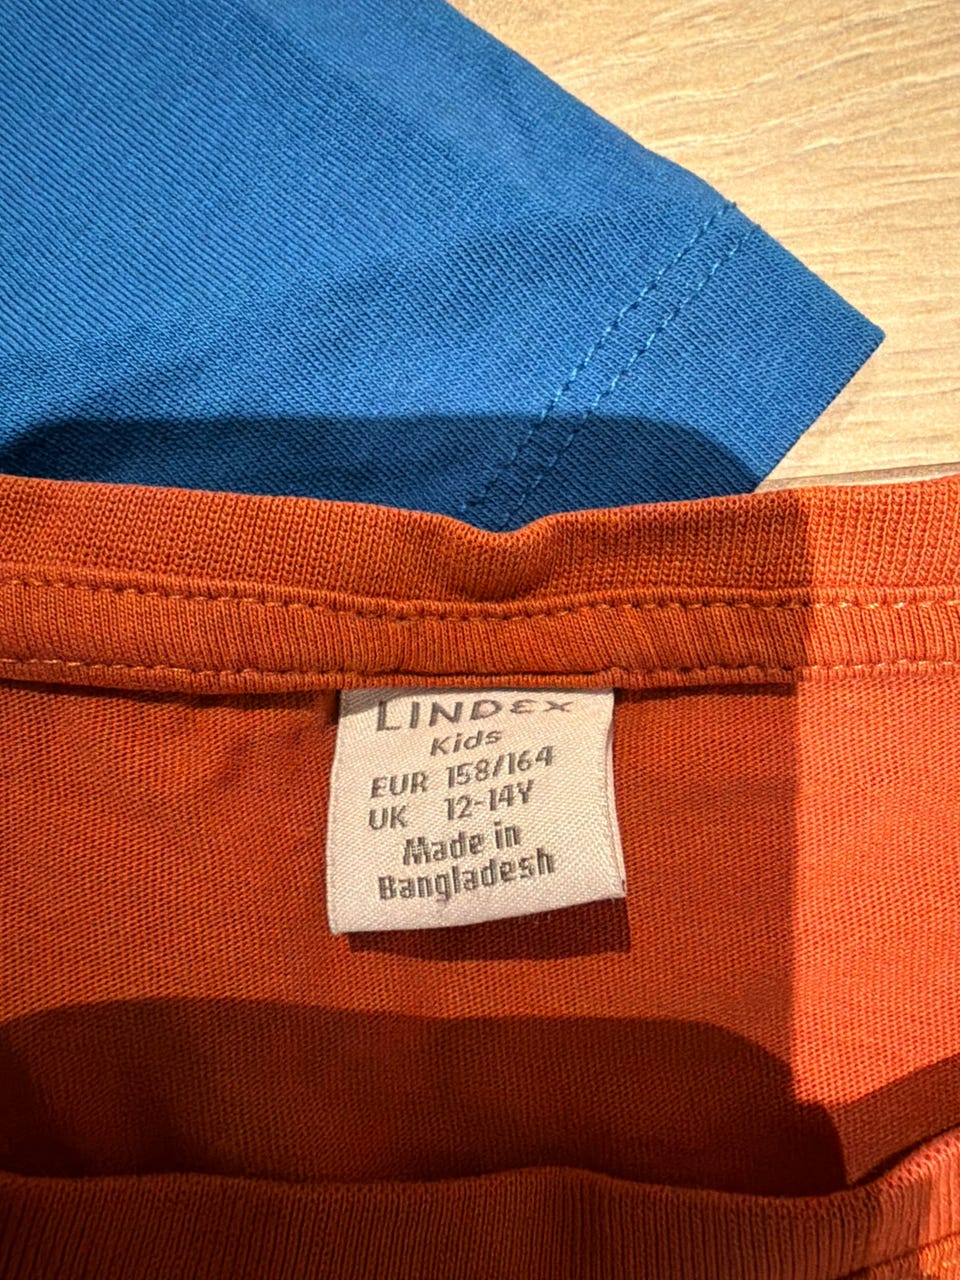 LINDEX
Kids
EUR 158/164
UK 12-14Y
Made in
Bangladesh